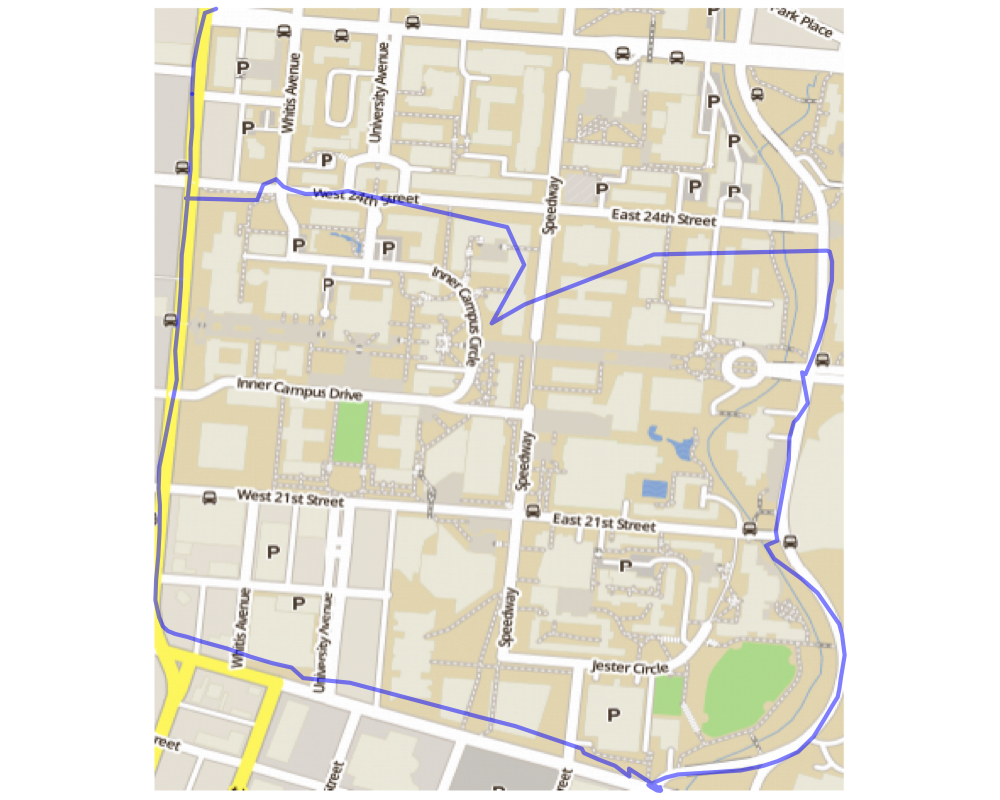 Park Place
P
Whitis Avenue
University Avenue
P
P
P
P
P
West 24th Street
Speedway
P
P
P
East 24th Street
P
P
Inner Campus Circle
P
Inner Campus Drive
Speedway
West 21st Street
East 21st Street
P
P
P
Whitis Avenue
University Avenue
Speedway
Jester Circle
P
reet
treet
eet
P